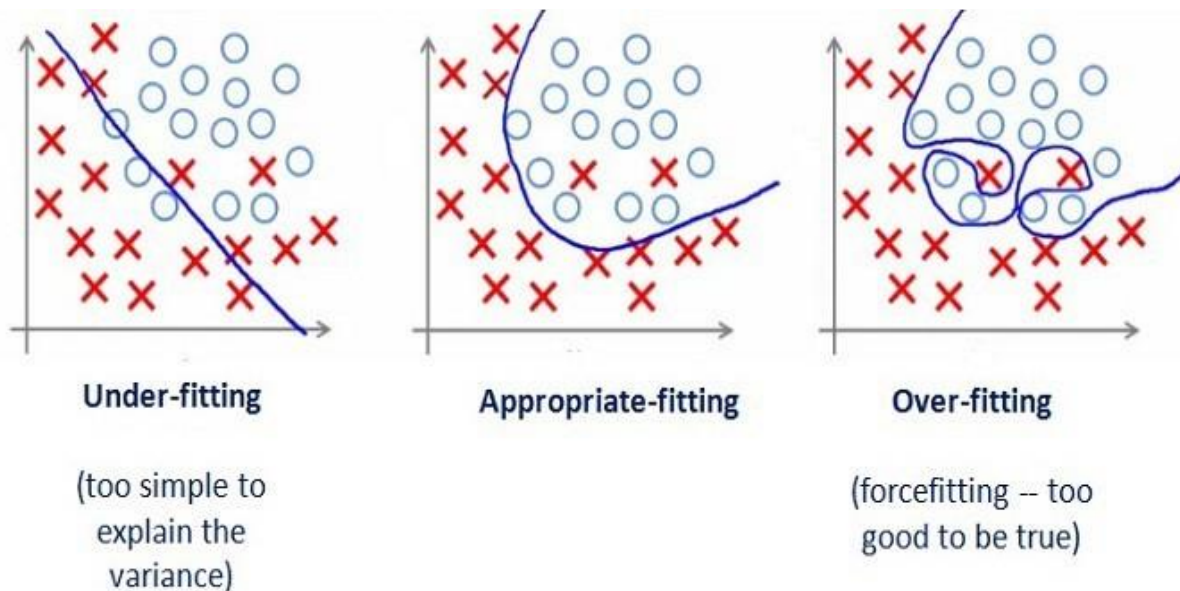 Under-fitting
Appropriate-fitting
Over-fitting
(too simple to
explain the
variance)
(forcefitting -- too
good to be true)